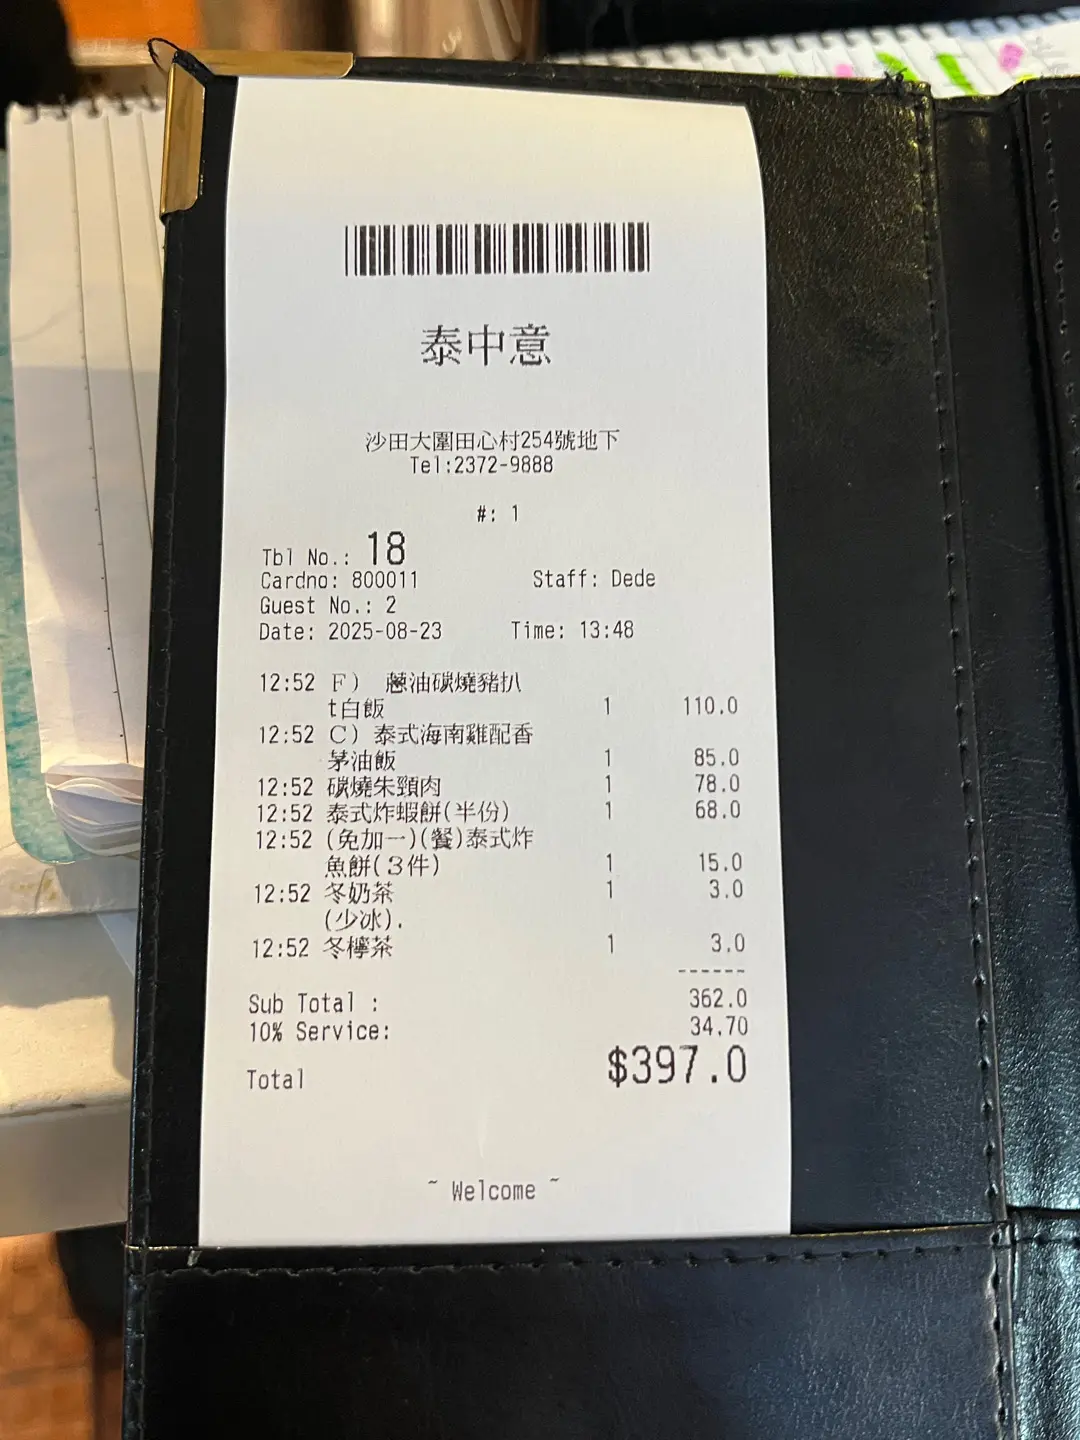 泰中意
沙田大圍田心村254號地下
Tel:2372-9888
#: 1
Tbl No.: 18
Cardno: 800011 Staff: Dede
Guest No.: 2
Date: 2025-08-23 Time: 13:48
12:52 F) 蔥油碳燒豬扒
t白飯 1 110.0
12:52 C) 泰式海南雞配香
茅油飯 1 85.0
12:52 碳燒朱頸肉 1 78.0
12:52 泰式炸蝦餅(半份) 1 68.0
12:52 (免加一)(餐)泰式炸
魚餅(3件) 1 15.0
12:52 冬奶茶 1 3.0
(少冰).
12:52 冬檸茶 1 3.0
------
Sub Total : 362.0
10% Service: 34.70
Total $397.0
~ Welcome ~